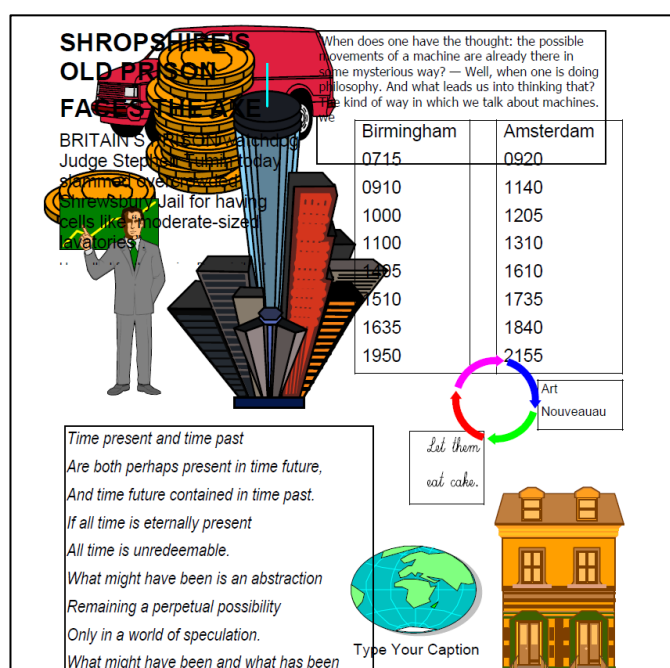 SHROPSHIRE'S
OLD PRISON
FACES THE AXE
BRITAIN'S PRISON watchdog
Judge Stephen Tumim today
slammed overcrowded
Shrewsbury Jail for having
cells like "moderate-sized
lavatories".
When does one have the thought: the possible
movements of a machine are already there in
some mysterious way? — Well, when one is doing
philosophy. And what leads us into thinking that?
The kind of way in which we talk about machines.
we
Birmingham Amsterdam
0715 0920
0910 1140
1000 1205
1100 1310
1405 1610
1510 1735
1635 1840
1950 2155
Art
Nouveauau
Let them
eat cake.
Time present and time past
Are both perhaps present in time future,
And time future contained in time past.
If all time is eternally present
All time is unredeemable.
What might have been is an abstraction
Remaining a perpetual possibility
Only in a world of speculation.
What might have been and what has been
Type Your Caption